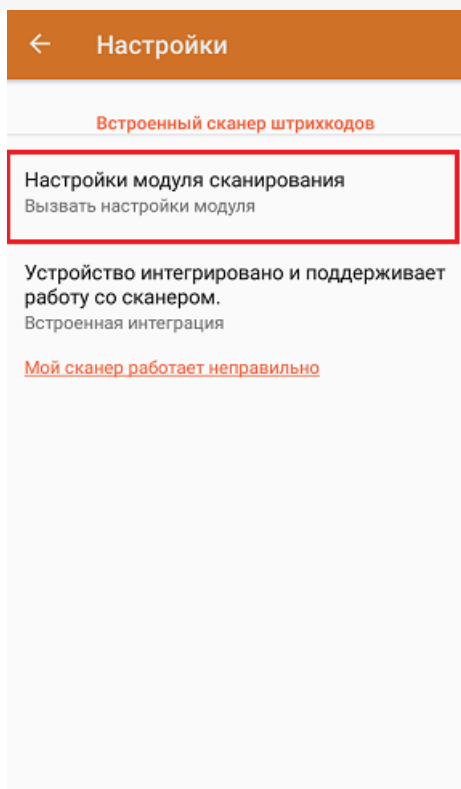 Настройки
Встроенный сканер штрихкодов
Настройки модуля сканирования
Вызвать настройки модуля
Устройство интегрировано и поддерживает
работу со сканером.
Встроенная интеграция
Мой сканер работает неправильно